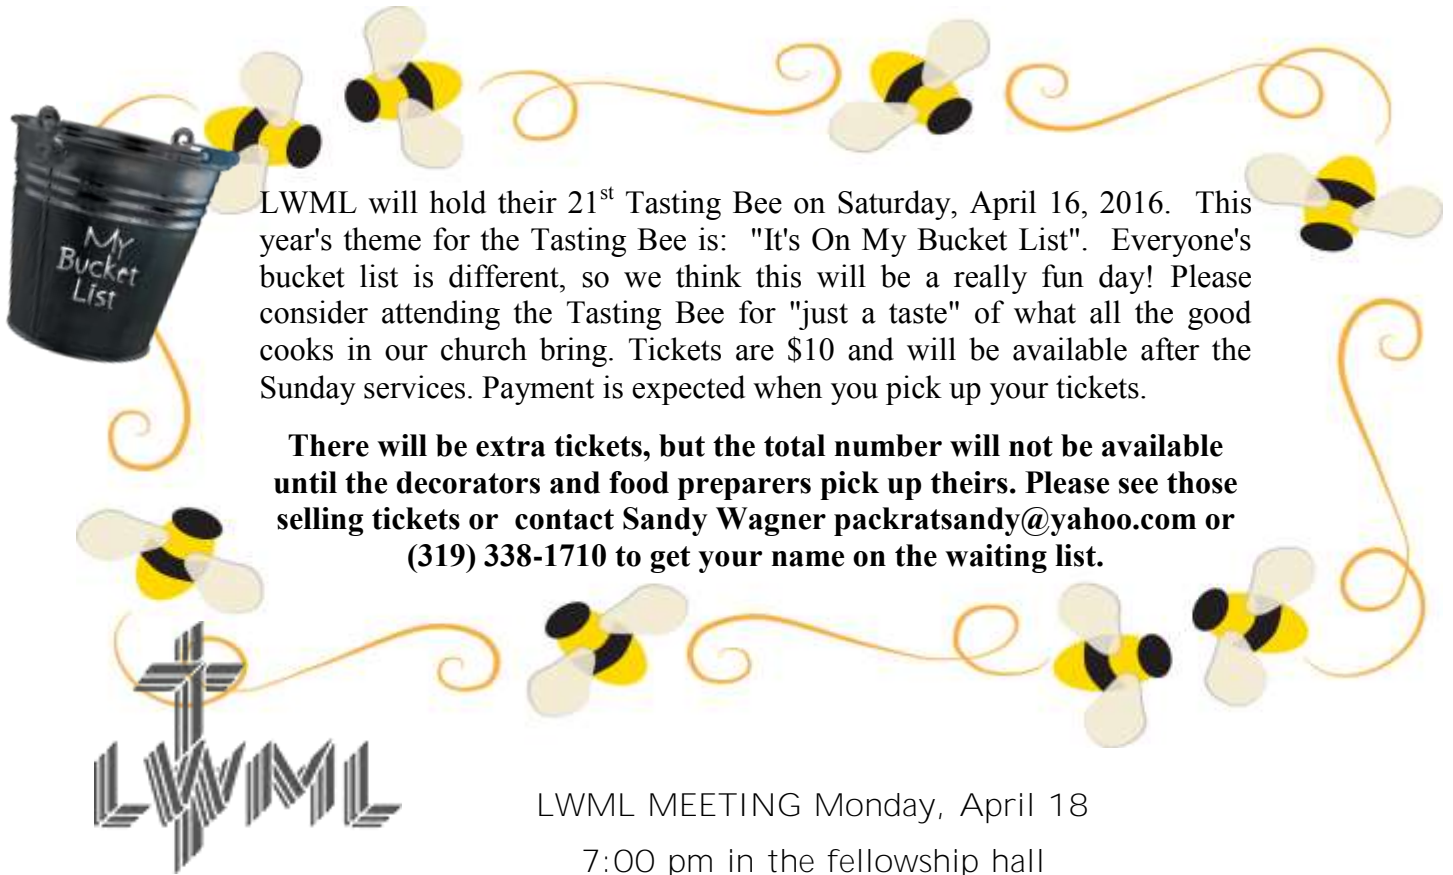 My
Bucket
List
LWML will hold their 21st Tasting Bee on Saturday, April 16, 2016. This
year's theme for the Tasting Bee is: "It's On My Bucket List". Everyone's
bucket list is different, so we think this will be a really fun day! Please
consider attending the Tasting Bee for "just a taste" of what all the good
cooks in our church bring. Tickets are $10 and will be available after the
Sunday services. Payment is expected when you pick up your tickets.
There will be extra tickets, but the total number will not be available
until the decorators and food preparers pick up theirs. Please see those
selling tickets or contact Sandy Wagner packratsandy@yahoo.com or
(319) 338-1710 to get your name on the waiting list.
LWML
LWML MEETING Monday, April 18
7:00 pm in the fellowship hall